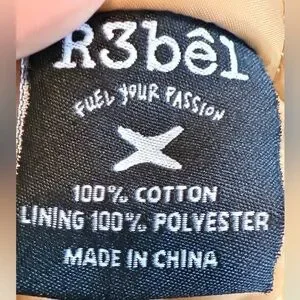 R3bêl
FUEL YOUR PASSION
100% COTTON
LINING 100% POLYESTER
MADE IN CHINA